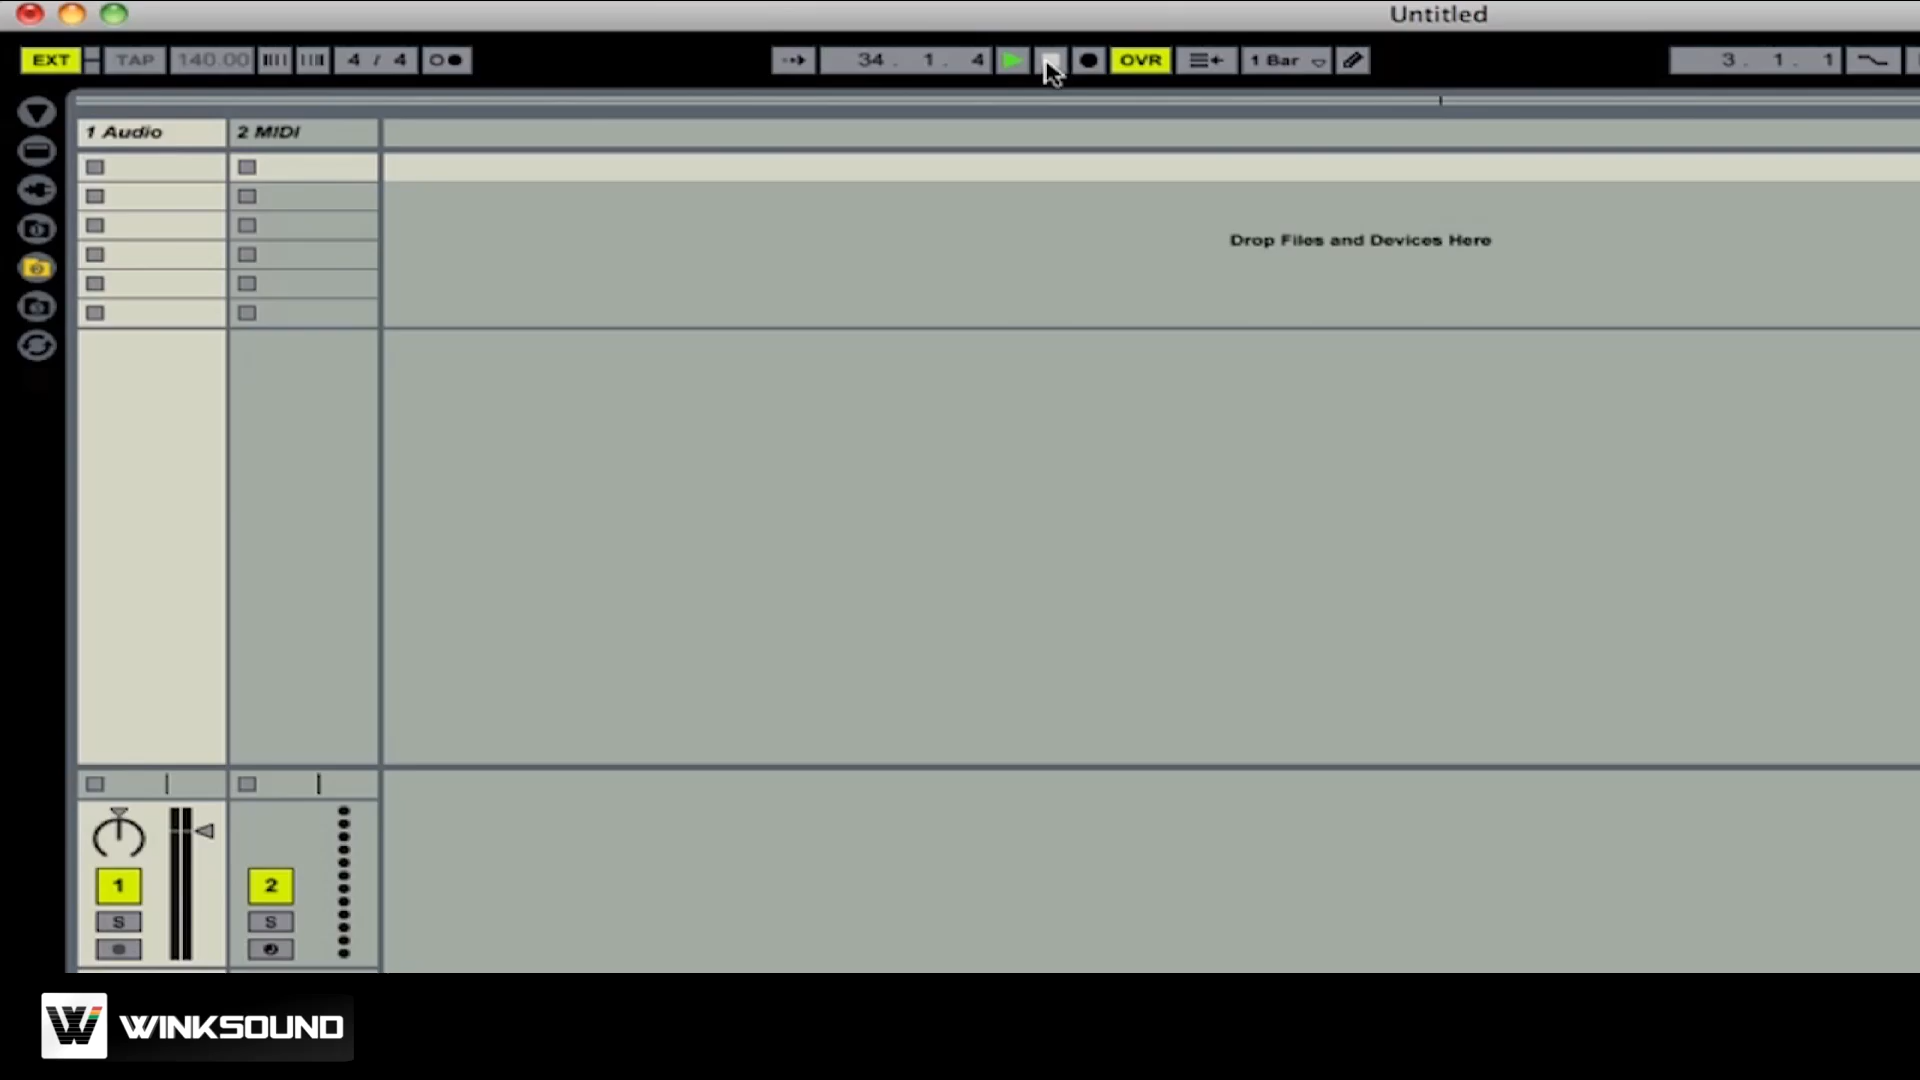 Untitled
EXT TAP 140.00 4 / 4 34 . 1 . 4 OVR 1 Bar 3 . 1 . 1
1 Audio 2 MIDI
Drop Files and Devices Here
1 2
S S
W WINKSOUND